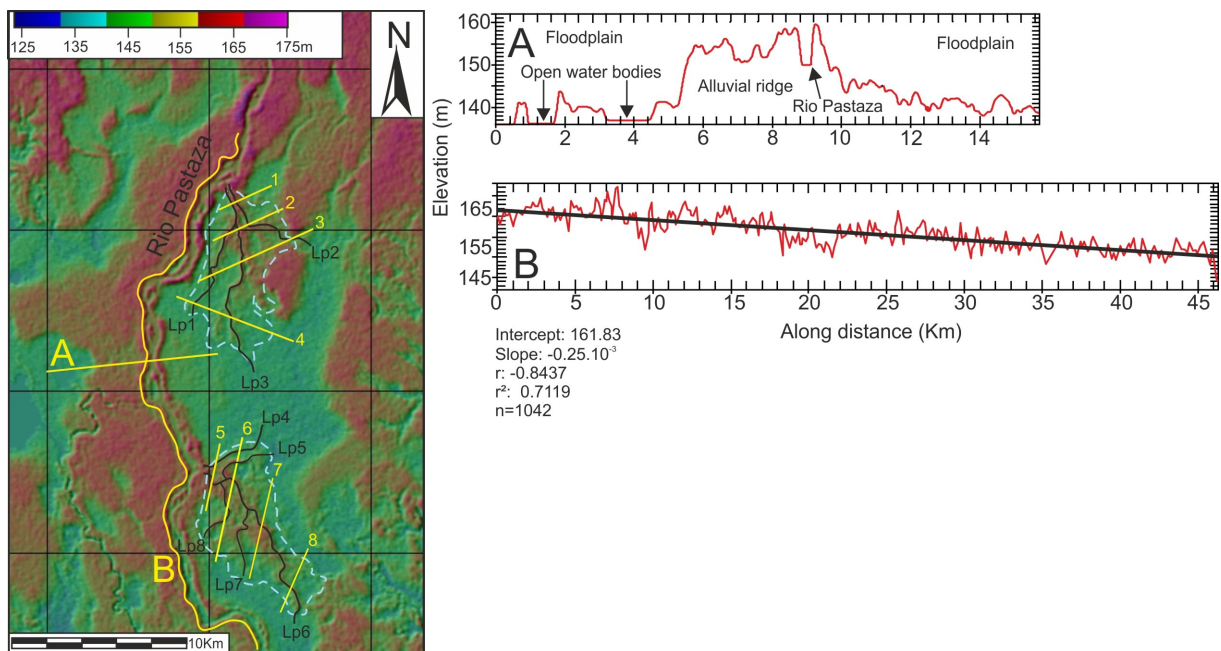 125 135 145 155 165 175m
N
Rio Pastaza
1
2
3
Lp2
Lp1
4
A
Lp3
Lp4
5 6
Lp5
7
8
Lp8
B
Lp7
Lp6
10Km
Elevation (m)
160
150
140
A
Floodplain
Open water bodies
Alluvial ridge
Rio Pastaza
Floodplain
0 2 4 6 8 10 12 14
165
155
145
B
0 5 10 15 20 25 30 35 40 45
Along distance (Km)
Intercept: 161.83
Slope: -0.25.10⁻³
r: -0.8437
r²: 0.7119
n=1042